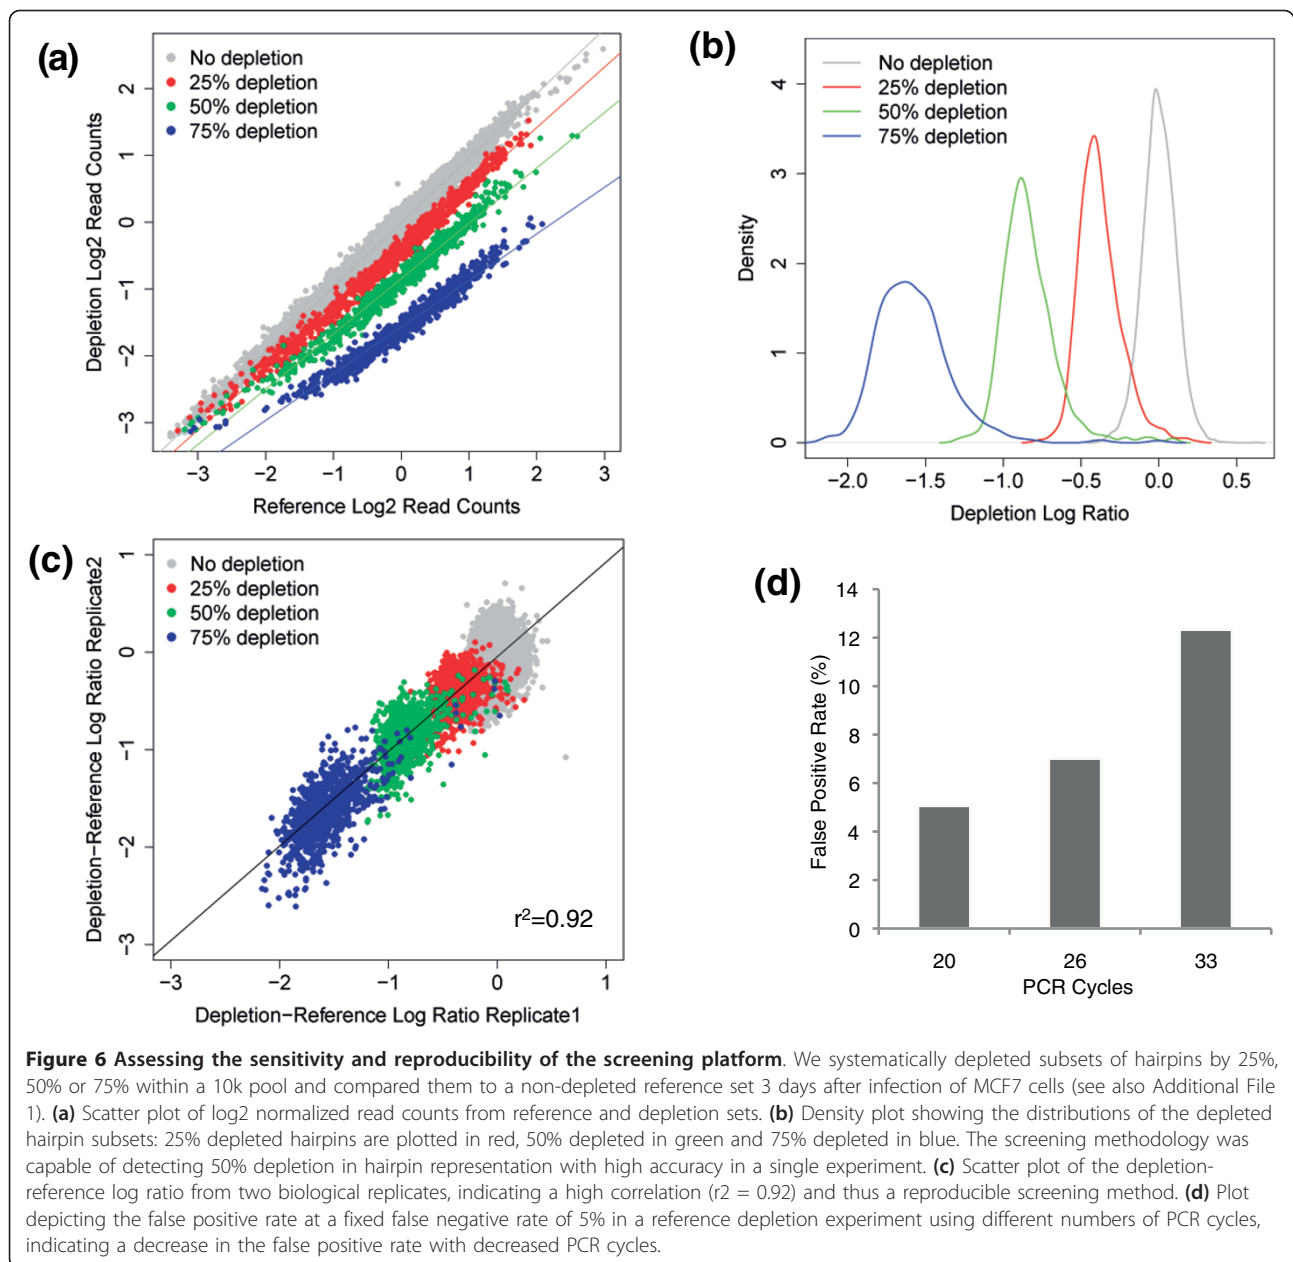 (a)
No depletion
25% depletion
50% depletion
75% depletion
Depletion Log2 Read Counts
2
1
0
−1
−2
−3
−3 −2 −1 0 1 2 3
Reference Log2 Read Counts
(b)
No depletion
25% depletion
50% depletion
75% depletion
Density
4
3
2
1
0
−2.0 −1.5 −1.0 −0.5 0.0 0.5
Depletion Log Ratio
(c)
No depletion
25% depletion
50% depletion
75% depletion
Depletion−Reference Log Ratio Replicate2
1
0
−1
−2
−3
r²=0.92
−3 −2 −1 0 1
Depletion−Reference Log Ratio Replicate1
(d)
False Positive Rate (%)
14
12
10
8
6
4
2
0
20 26 33
PCR Cycles
Figure 6 Assessing the sensitivity and reproducibility of the screening platform. We systematically depleted subsets of hairpins by 25%,
50% or 75% within a 10k pool and compared them to a non-depleted reference set 3 days after infection of MCF7 cells (see also Additional File
1). (a) Scatter plot of log2 normalized read counts from reference and depletion sets. (b) Density plot showing the distributions of the depleted
hairpin subsets: 25% depleted hairpins are plotted in red, 50% depleted in green and 75% depleted in blue. The screening methodology was
capable of detecting 50% depletion in hairpin representation with high accuracy in a single experiment. (c) Scatter plot of the depletion-
reference log ratio from two biological replicates, indicating a high correlation (r2 = 0.92) and thus a reproducible screening method. (d) Plot
depicting the false positive rate at a fixed false negative rate of 5% in a reference depletion experiment using different numbers of PCR cycles,
indicating a decrease in the false positive rate with decreased PCR cycles.